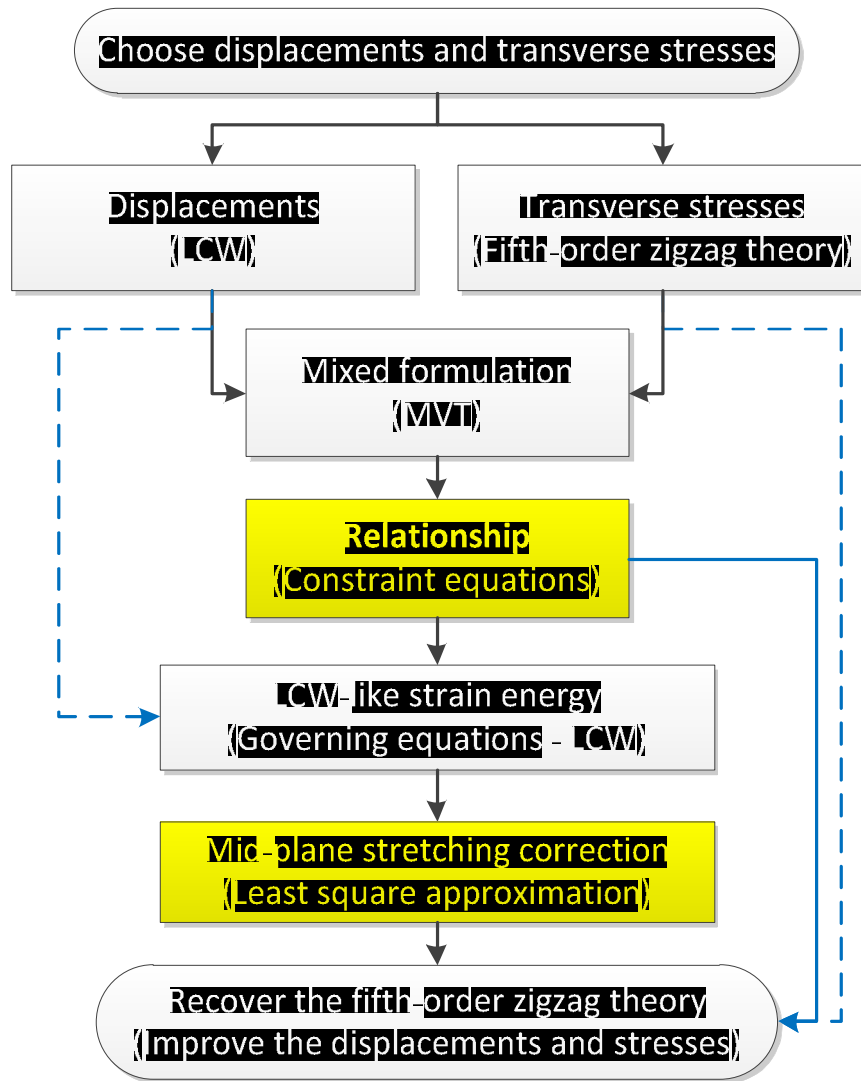 Choose displacements and transverse stresses
Displacements
(LCW)
Transverse stresses
(Fifth-order zigzag theory)
Mixed formulation
(MVT)
Relationship
(Constraint equations)
LCW-like strain energy
(Governing equations - LCW)
Mid-plane stretching correction
(Least square approximation)
Recover the fifth-order zigzag theory
(Improve the displacements and stresses)